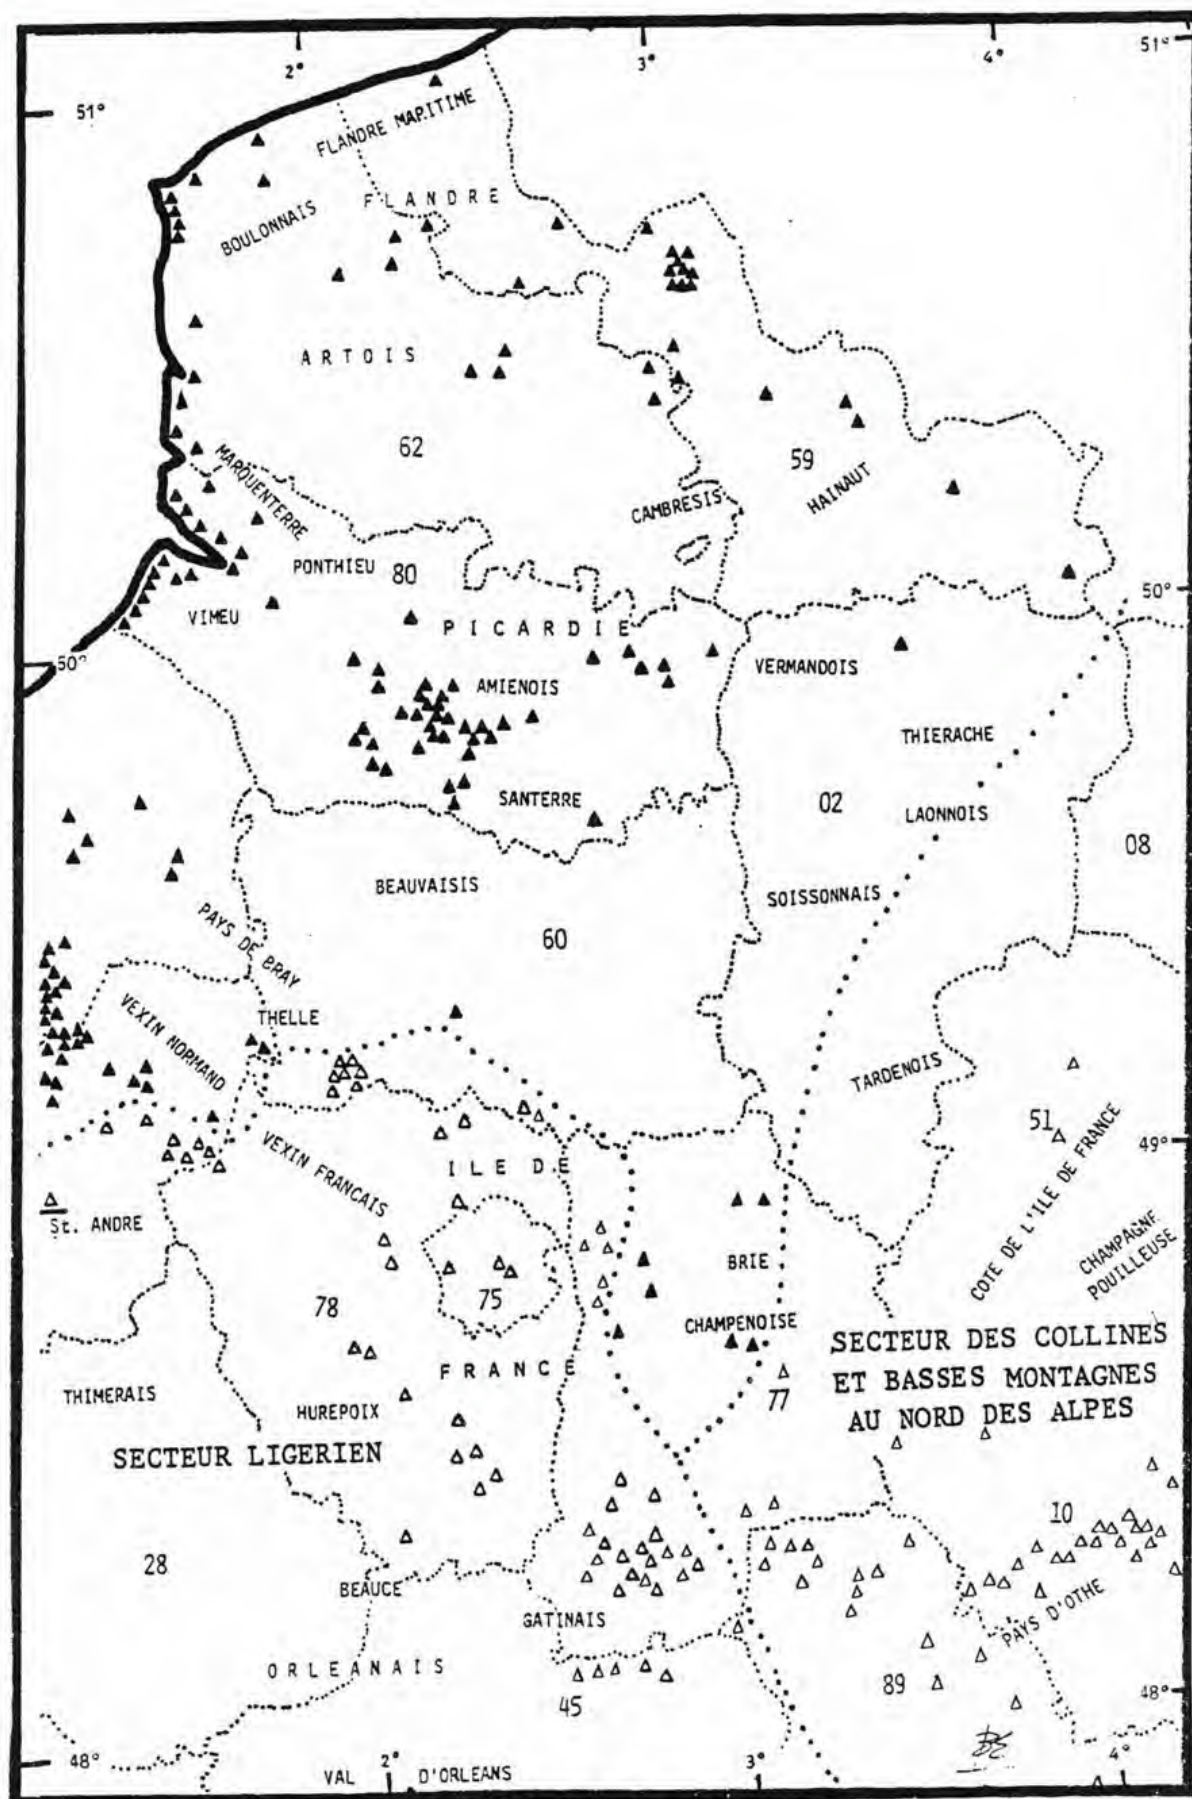 2°
3°
4°
51°
51°
FLANDRE MARITIME
FLANDRE
BOULONNAIS
ARTOIS
62
59
MARQUENTERRE
HAINAUT
CAMBRESIS
PONTHIEU
80
50°
VIMEU
PICARDIE
50°
VERMANDOIS
AMIENOIS
THIERACHE
SANTERRE
02
LAONNOIS
08
BEAUVAISIS
SOISSONNAIS
PAYS DE BRAY
60
VEXIN NORMAND
THELLE
TARDENOIS
51
49°
VEXIN FRANCAIS
ILE DE
COTE DE L'ILE DE FRANCE
St. ANDRE
CHAMPAGNE
POUILLEUSE
BRIE
78
75
CHAMPENOISE
SECTEUR DES COLLINES
ET BASSES MONTAGNES
AU NORD DES ALPES
FRANCE
77
THIMERAIS
HUREPOIX
SECTEUR LIGERIEN
10
28
BEAUCE
GATINAIS
PAYS D'OTHE
ORLEANAIS
45
89
48°
48°
2°
3°
4°
VAL D'ORLEANS